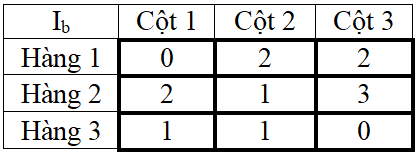 I_b Cột 1 Cột 2 Cột 3
Hàng 1 0 2 2
Hàng 2 2 1 3
Hàng 3 1 1 0